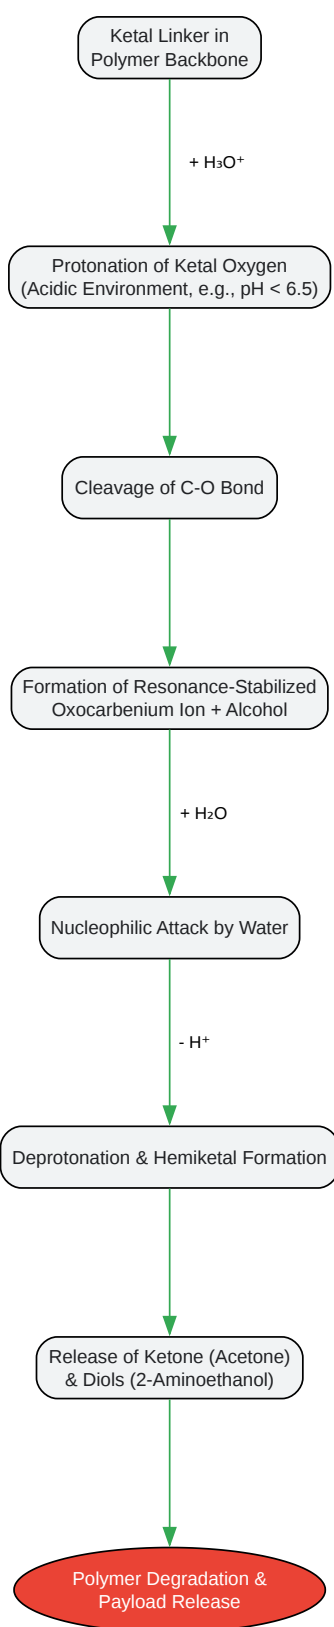 Ketal Linker in
Polymer Backbone
+ H₃O⁺
Protonation of Ketal Oxygen
(Acidic Environment, e.g., pH < 6.5)
Cleavage of C-O Bond
Formation of Resonance-Stabilized
Oxocarbenium Ion + Alcohol
+ H₂O
Nucleophilic Attack by Water
- H⁺
Deprotonation & Hemiketal Formation
Release of Ketone (Acetone)
& Diols (2-Aminoethanol)
Polymer Degradation &
Payload Release